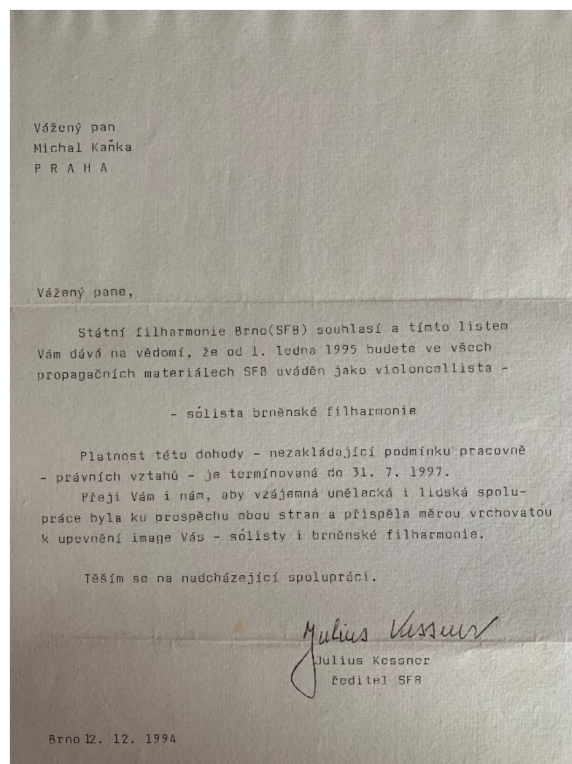 Vážený pan
Michal Kaňka
P R A H A
Vážený pane,
Státní filharmonie Brno(SFB) souhlasí a tímto listem
Vám dává na vědomí, že od 1. ledna 1995 budete ve všech
propagačních materiálech SFB uváděn jako violoncellista -
- sólista brněnské filharmonie
Platnost této dohody - nezakládající podmínku pracovně
- právních vztahů - je termínovaná do 31. 7. 1997.
Přeji Vám i nám, aby vzájemná umělecká i lidská spolu-
práce byla ku prospěchu obou stran a přispěla měrou vrchovatou
k upevnění image Vás - sólisty i brněnské filharmonie.
Těším se na nadcházející spolupráci.
Julius Kessner
Julius Kessner
ředitel SFB
Brno 12. 12. 1994